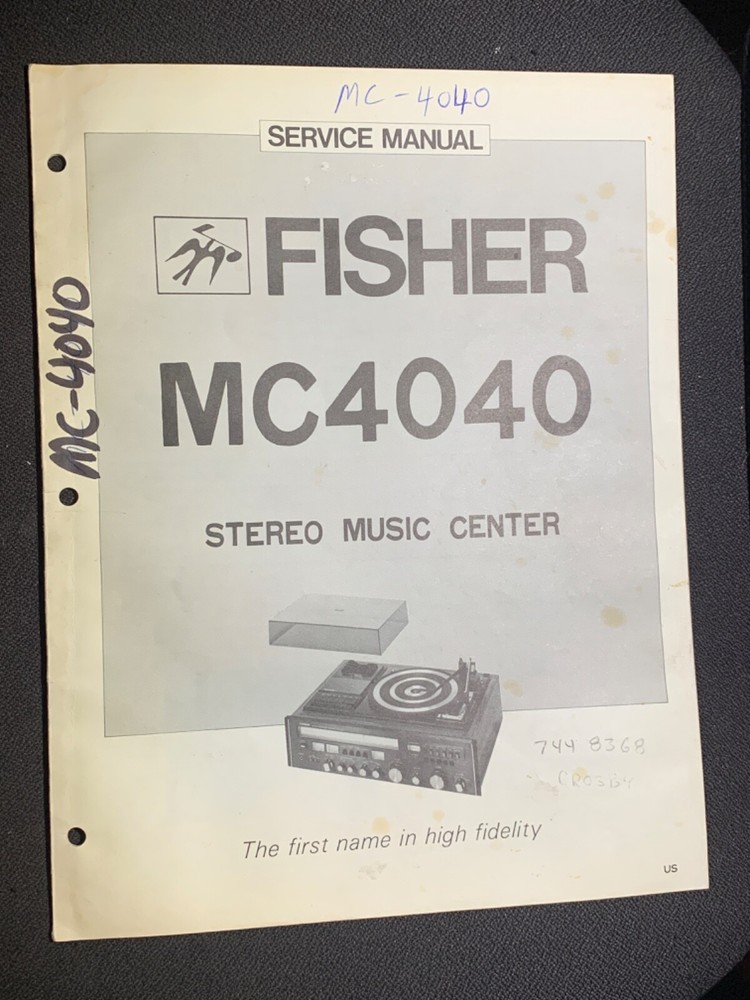 MC-4040
SERVICE MANUAL
FISHER
MC4040
MC-4040
STEREO MUSIC CENTER
744 8368
CROSBY
The first name in high fidelity
US